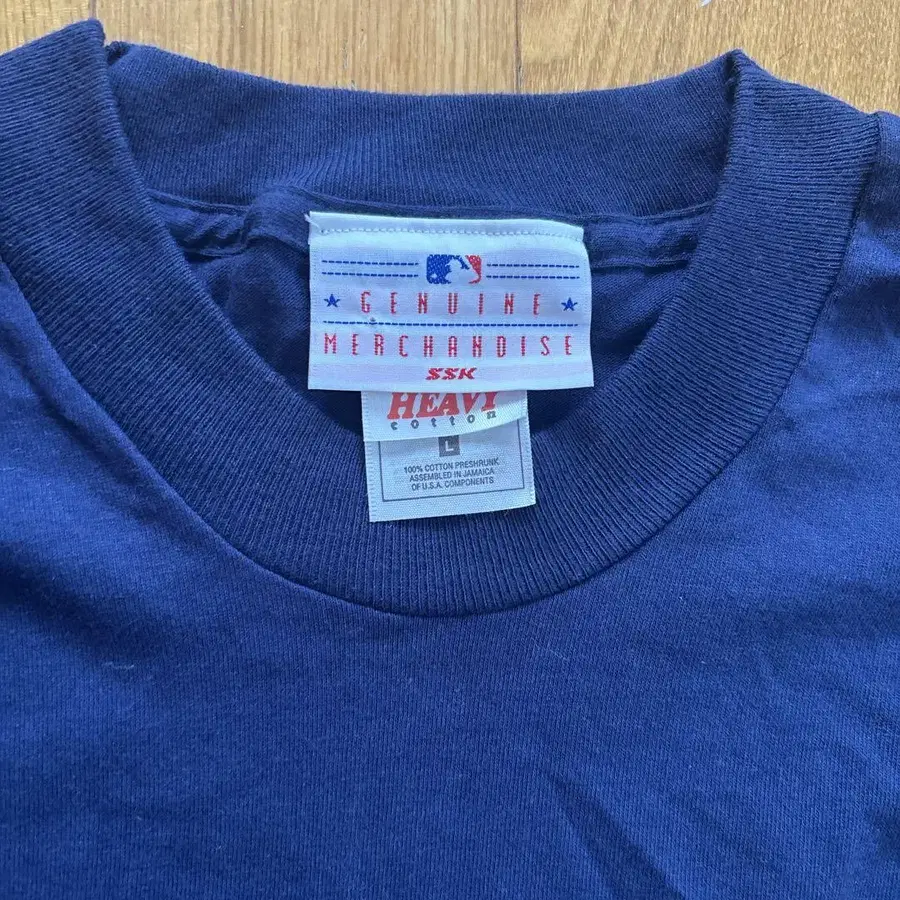 GENUINE
MERCHANDISE
SSK
HEAVY
cotton
L
100% COTTON PRESHRUNK
ASSEMBLED IN JAMAICA
OF U.S.A. COMPONENTS